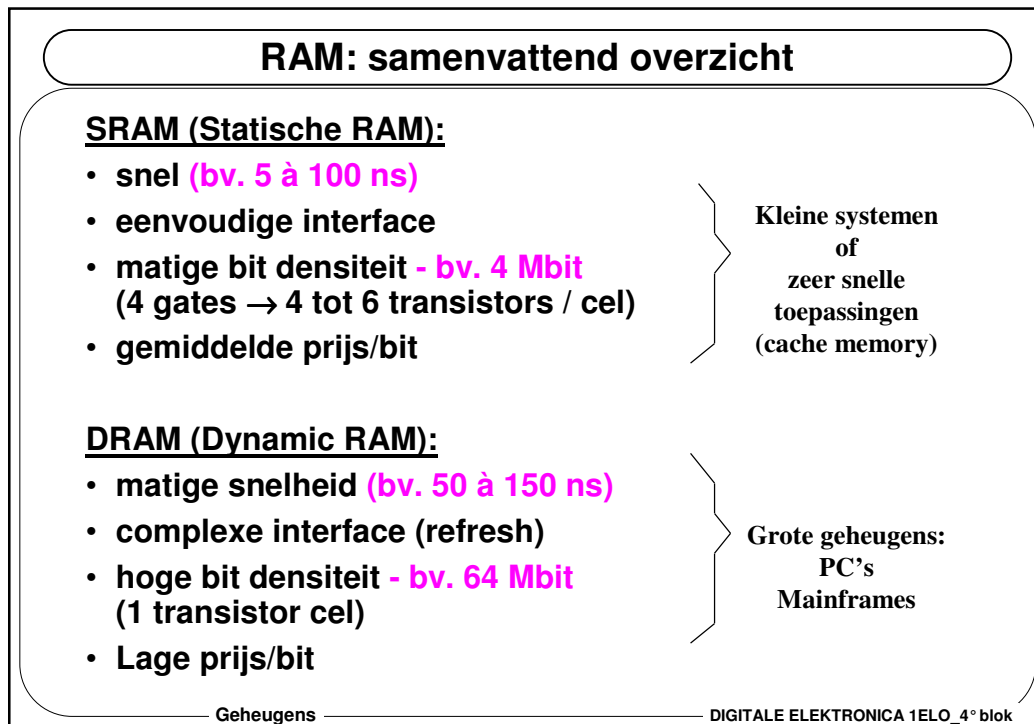 RAM: samenvattend overzicht
SRAM (Statische RAM):
• snel (bv. 5 à 100 ns)
• eenvoudige interface
• matige bit densiteit - bv. 4 Mbit
(4 gates → 4 tot 6 transistors / cel)
• gemiddelde prijs/bit
Kleine systemen
of
zeer snelle
toepassingen
(cache memory)
DRAM (Dynamic RAM):
• matige snelheid (bv. 50 à 150 ns)
• complexe interface (refresh)
• hoge bit densiteit - bv. 64 Mbit
(1 transistor cel)
• Lage prijs/bit
Grote geheugens:
PC's
Mainframes
Geheugens
DIGITALE ELEKTRONICA 1ELO_4° blok